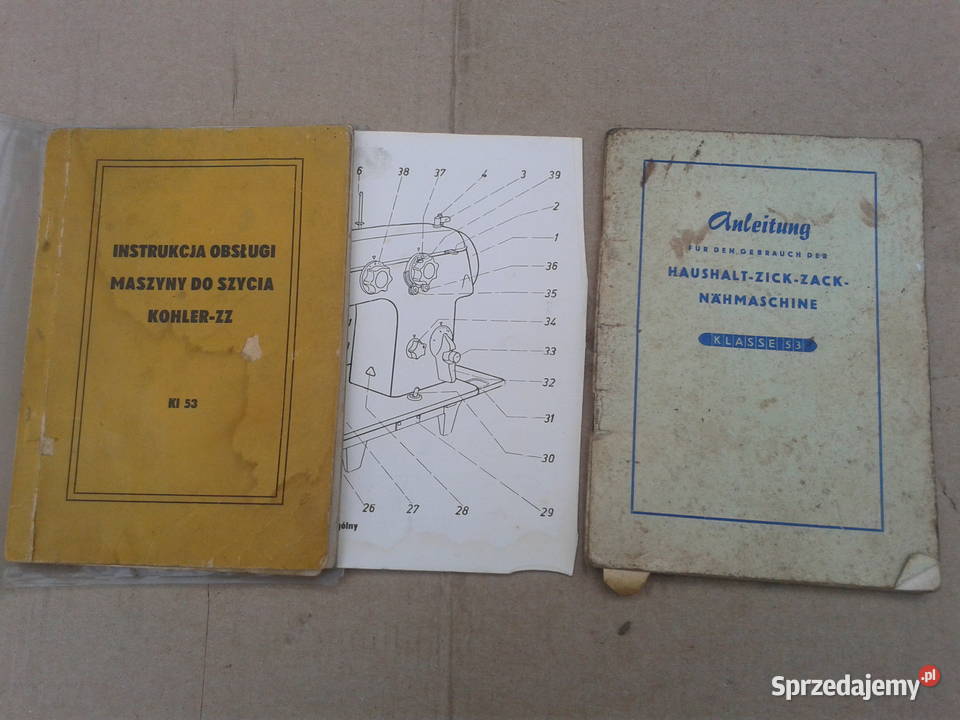 INSTRUKCJA OBSŁUGI
MASZYNY DO SZYCIA
KOHLER-ZZ
Kl 53
6
38
37
4
3
39
2
1
36
35
34
33
32
31
30
29
28
27
26
gólny
Anleitung
FÜR DEN GEBRAUCH DER
HAUSHALT-ZICK-ZACK-
NÄHMASCHINE
KLASSE 53
Sprzedajemy.pl